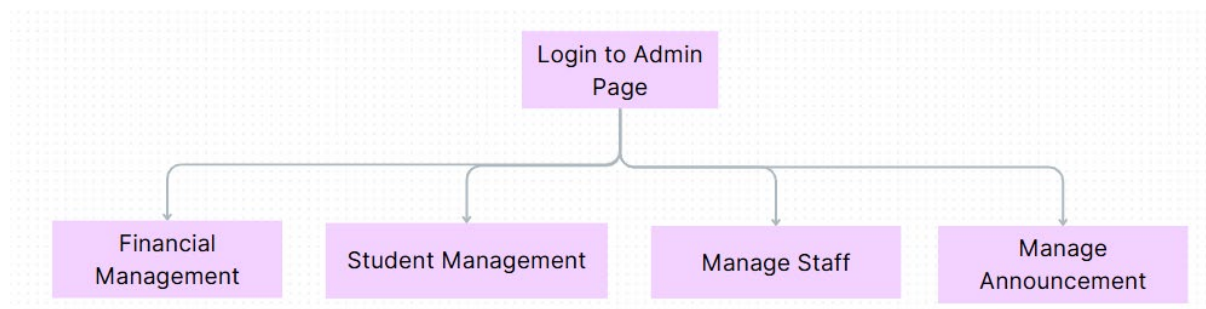 Login to Admin
Page
Financial
Management
Student Management
Manage Staff
Manage
Announcement